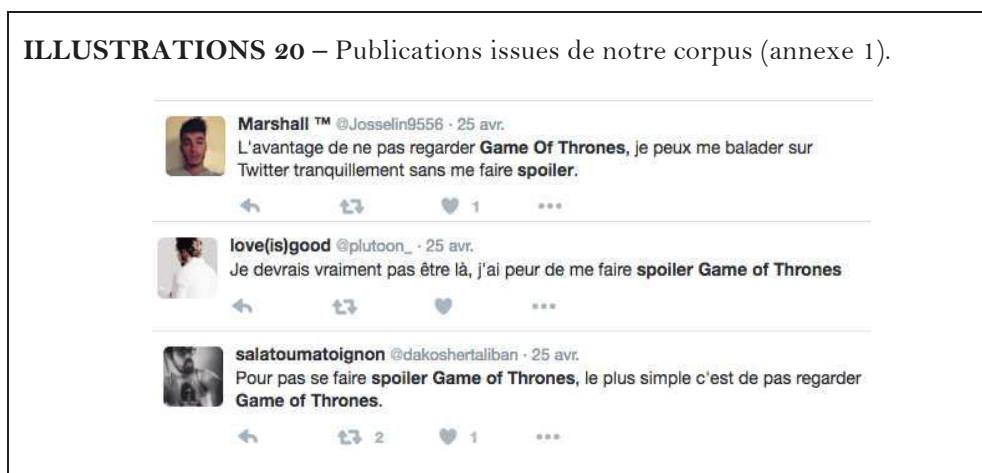 ILLUSTRATIONS 20 – Publications issues de notre corpus (annexe 1).
Marshall ™ @Josselin9556 · 25 avr.
L'avantage de ne pas regarder Game Of Thrones, je peux me balader sur
Twitter tranquillement sans me faire spoiler.
1
love(is)good @plutoon_ · 25 avr.
Je devrais vraiment pas être là, j'ai peur de me faire spoiler Game of Thrones
salatoumatoignon @dakoshertaliban · 25 avr.
Pour pas se faire spoiler Game of Thrones, le plus simple c'est de pas regarder
Game of Thrones.
2 1